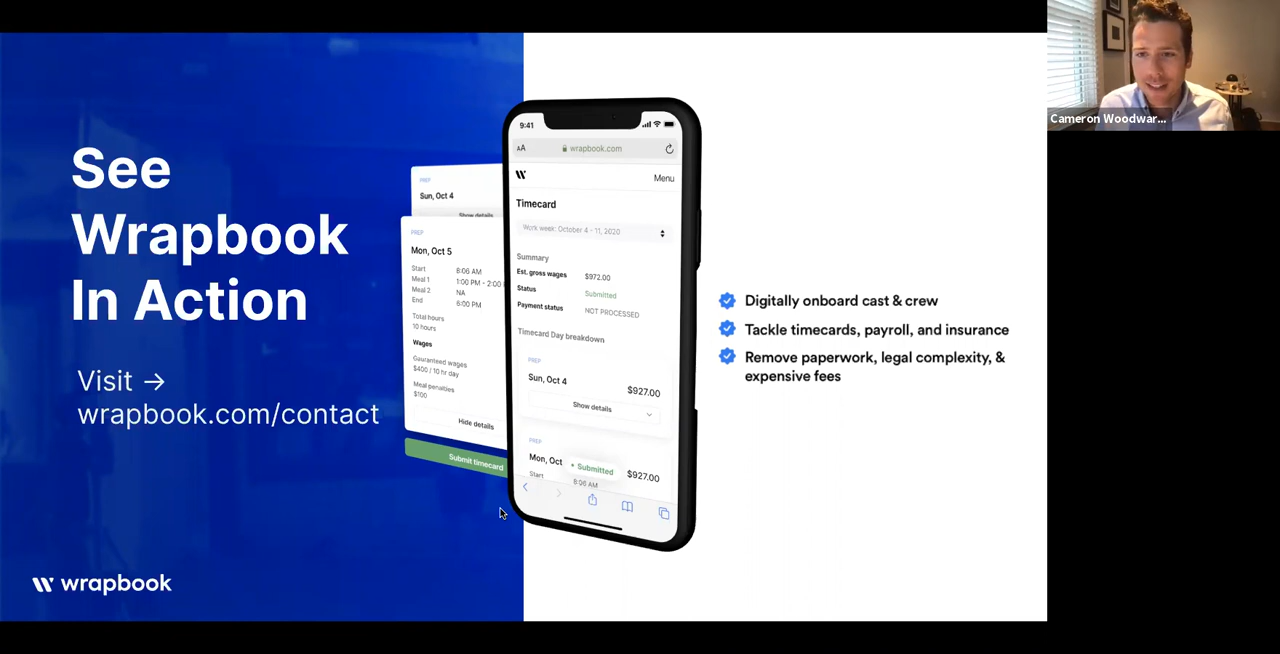 See
Wrapbook
In Action
Visit →
wrapbook.com/contact
wrapbook
PREP
Sun, Oct 4
Show details
PREP
Mon, Oct 5
Start 8:06 AM
Meal 1 1:00 PM - 2:00
Meal 2 NA
End 6:00 PM
Total hours
10 hours
Wages
Guaranteed wages
$400 / 10 hr day
Meal penalties
$100
Hide details
Submit timecard
9:41
AA wrapbook.com
Menu
Timecard
Work week: October 4 - 11, 2020
Summary
Est. gross wages $972.00
Status Submitted
Payment status NOT PROCESSED
Timecard Day breakdown
PREP
Sun, Oct 4 $927.00
Show details
PREP
Mon, Oct Submitted $927.00
Start 8:06 AM
Digitally onboard cast & crew
Tackle timecards, payroll, and insurance
Remove paperwork, legal complexity, &
expensive fees
Cameron Woodwar...